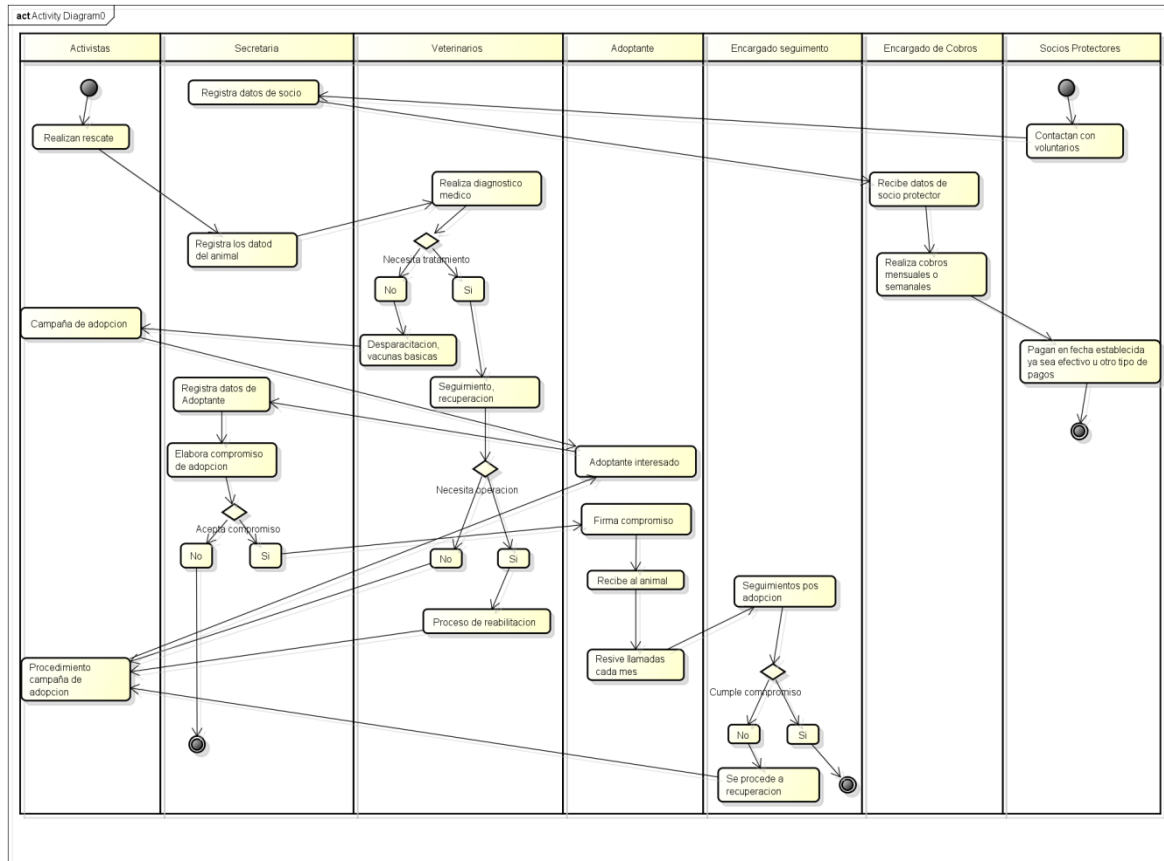 act Activity Diagram0
Activistas
Secretaria
Veterinarios
Adoptante
Encargado seguimento
Encargado de Cobros
Socios Protectores
Registra datos de socio
Realizan rescate
Contactan con
voluntarios
Realiza diagnostico
medico
Recibe datos de
socio protector
Registra los datod
del animal
Necesita tratamiento
No
Si
Realiza cobros
mensuales o
semanales
Campaña de adopcion
Desparacitacion,
vacunas basicas
Pagan en fecha establecida
ya sea efectivo u otro tipo de
pagos
Registra datos de
Adoptante
Seguimiento,
recuperacion
Elabora compromiso
de adopcion
Adoptante interesado
Necesita operacion
Acepta compromiso
Firma compromiso
No
Si
No
Si
Recibe al animal
Seguimientos pos
adopcion
Proceso de reabilitacion
Procedimiento
campaña de
adopcion
Resive llamadas
cada mes
Cumple comnpromiso
No
Si
Se procede a
recuperacion